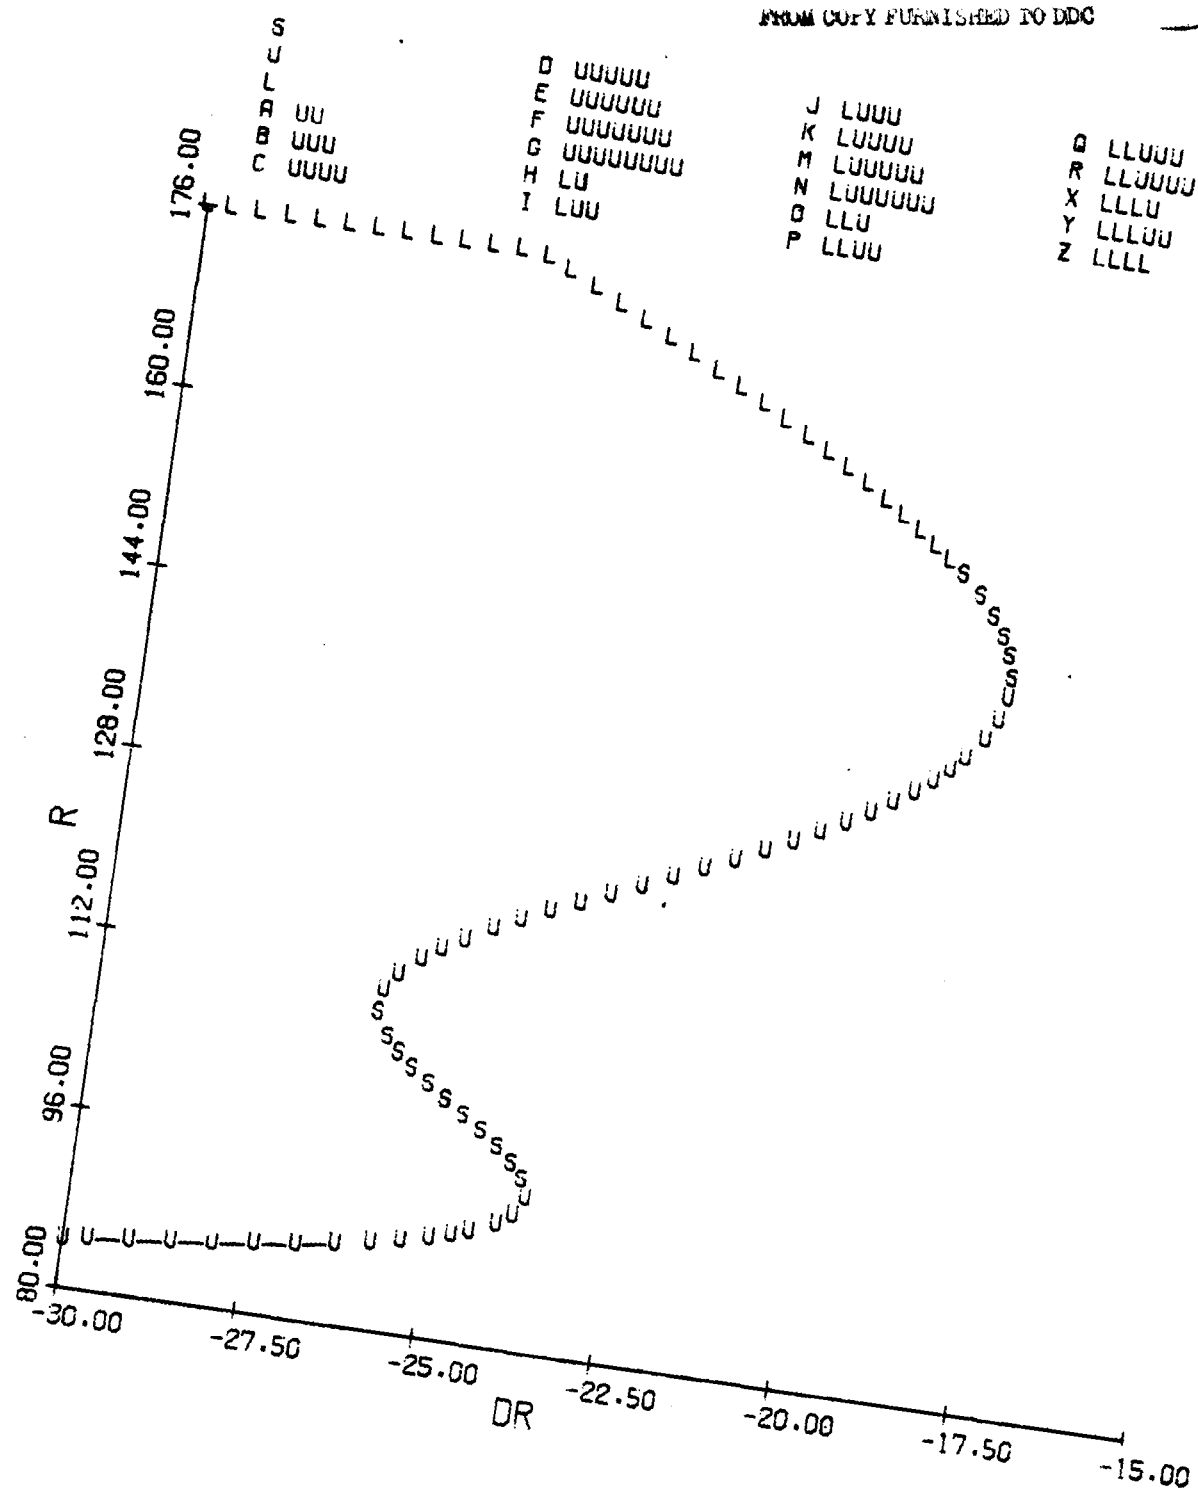 FROM COPY FURNISHED TO DDC
S
U
L
A UU
B UUU
C UUUU
D UUUUU
E UUUUUU
F UUUUUUU
G UUUUUUUU
H LU
I LUU
J LUUU
K LUUUU
M LUUUUU
N LUUUUUU
O LLU
P LLUU
Q LLUUU
R LLUUUU
X LLLU
Y LLLUU
Z LLLL
176.00
160.00
144.00
128.00
112.00
96.00
80.00
R
-30.00
-27.50
-25.00
-22.50
-20.00
-17.50
-15.00
DR